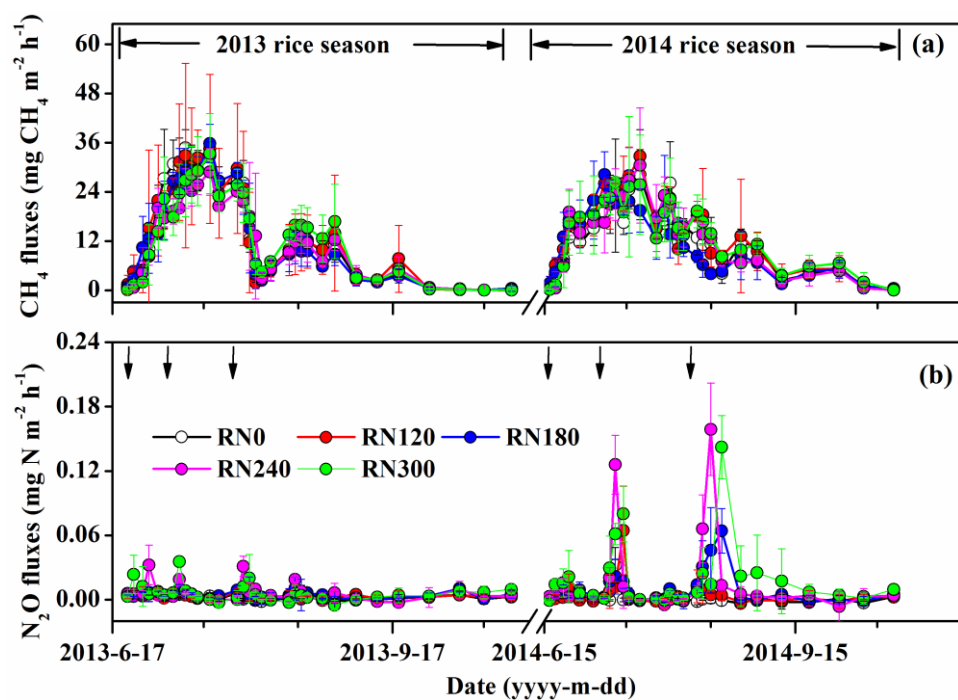 2013 rice season
2014 rice season
(a)
CH₄ fluxes (mg CH₄ m⁻² h⁻¹)
60
48
36
24
12
0
(b)
N₂O fluxes (mg N m⁻² h⁻¹)
0.24
0.18
0.12
0.06
0.00
RN0 RN120 RN180
RN240 RN300
2013-6-17 2013-9-17 2014-6-15 2014-9-15
Date (yyyy-m-dd)